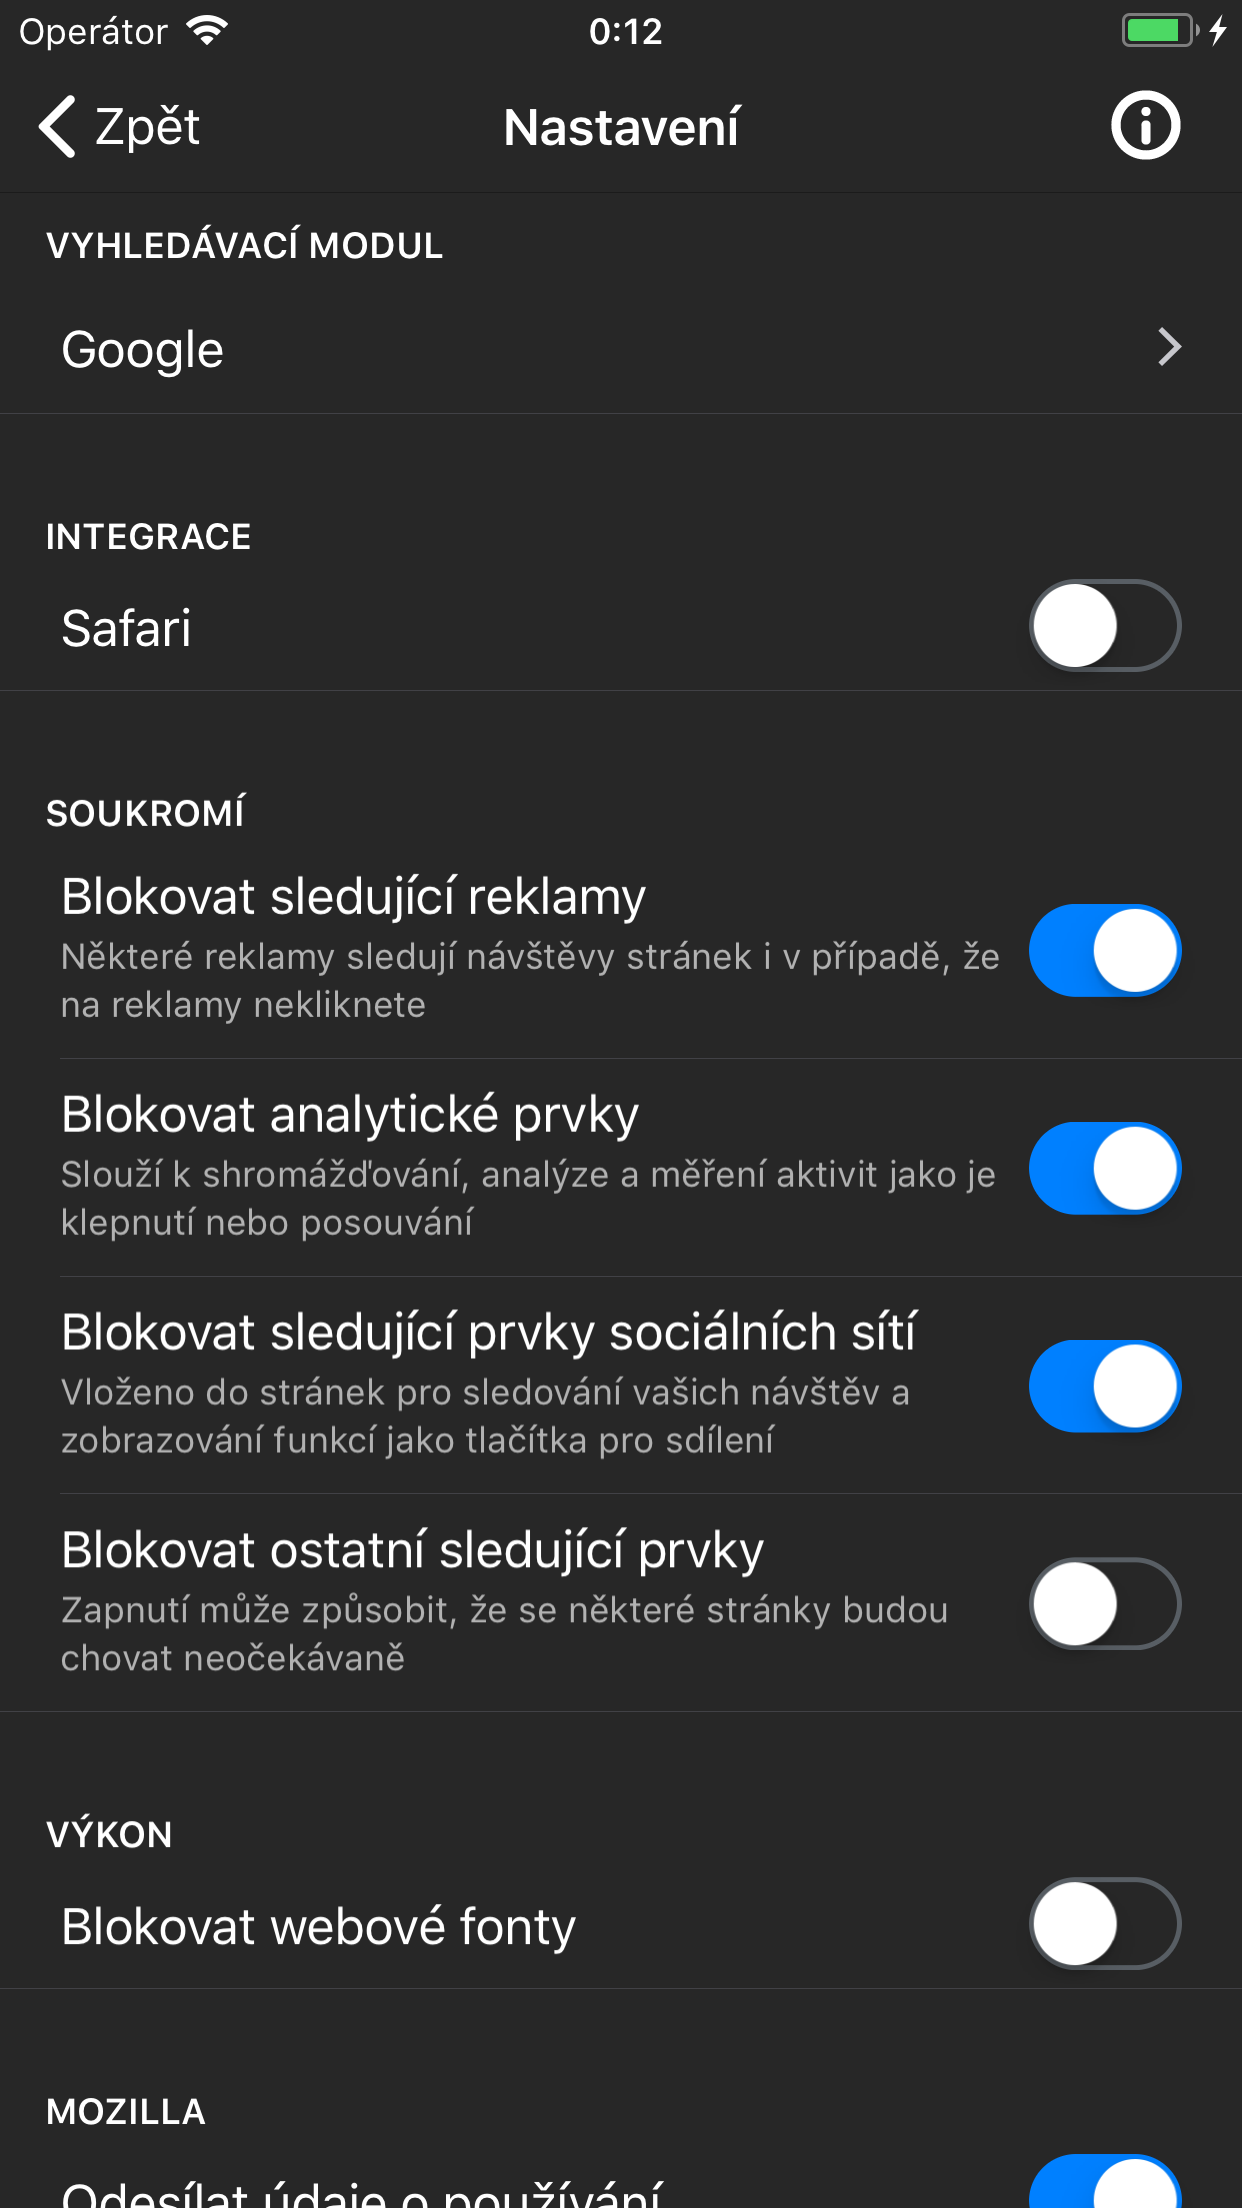 Operátor
0:12
Zpět
Nastavení
VYHLEDÁVACÍ MODUL
Google
INTEGRACE
Safari
SOUKROMÍ
Blokovat sledující reklamy
Některé reklamy sledují návštěvy stránek i v případě, že
na reklamy nekliknete
Blokovat analytické prvky
Slouží k shromážďování, analýze a měření aktivit jako je
klepnutí nebo posouvání
Blokovat sledující prvky sociálních sítí
Vloženo do stránek pro sledování vašich návštěv a
zobrazování funkcí jako tlačítka pro sdílení
Blokovat ostatní sledující prvky
Zapnutí může způsobit, že se některé stránky budou
chovat neočekávaně
VÝKON
Blokovat webové fonty
MOZILLA
Odesílat údaje o používání